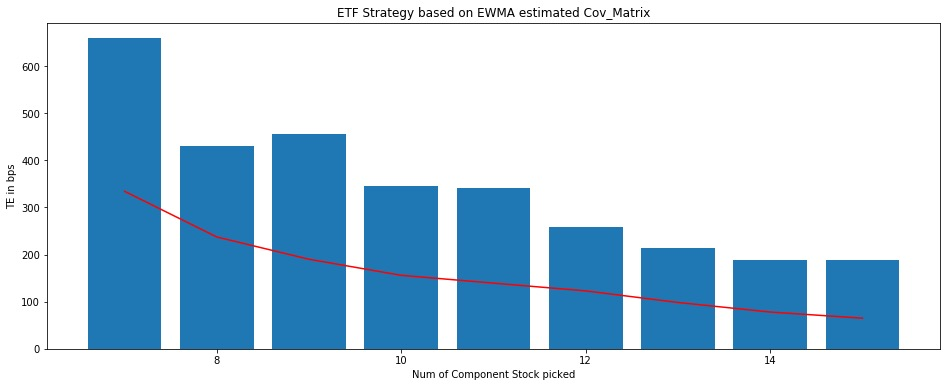 ETF Strategy based on EWMA estimated Cov_Matrix
600
500
400
300
200
100
0
TE in bps
8 10 12 14
Num of Component Stock picked